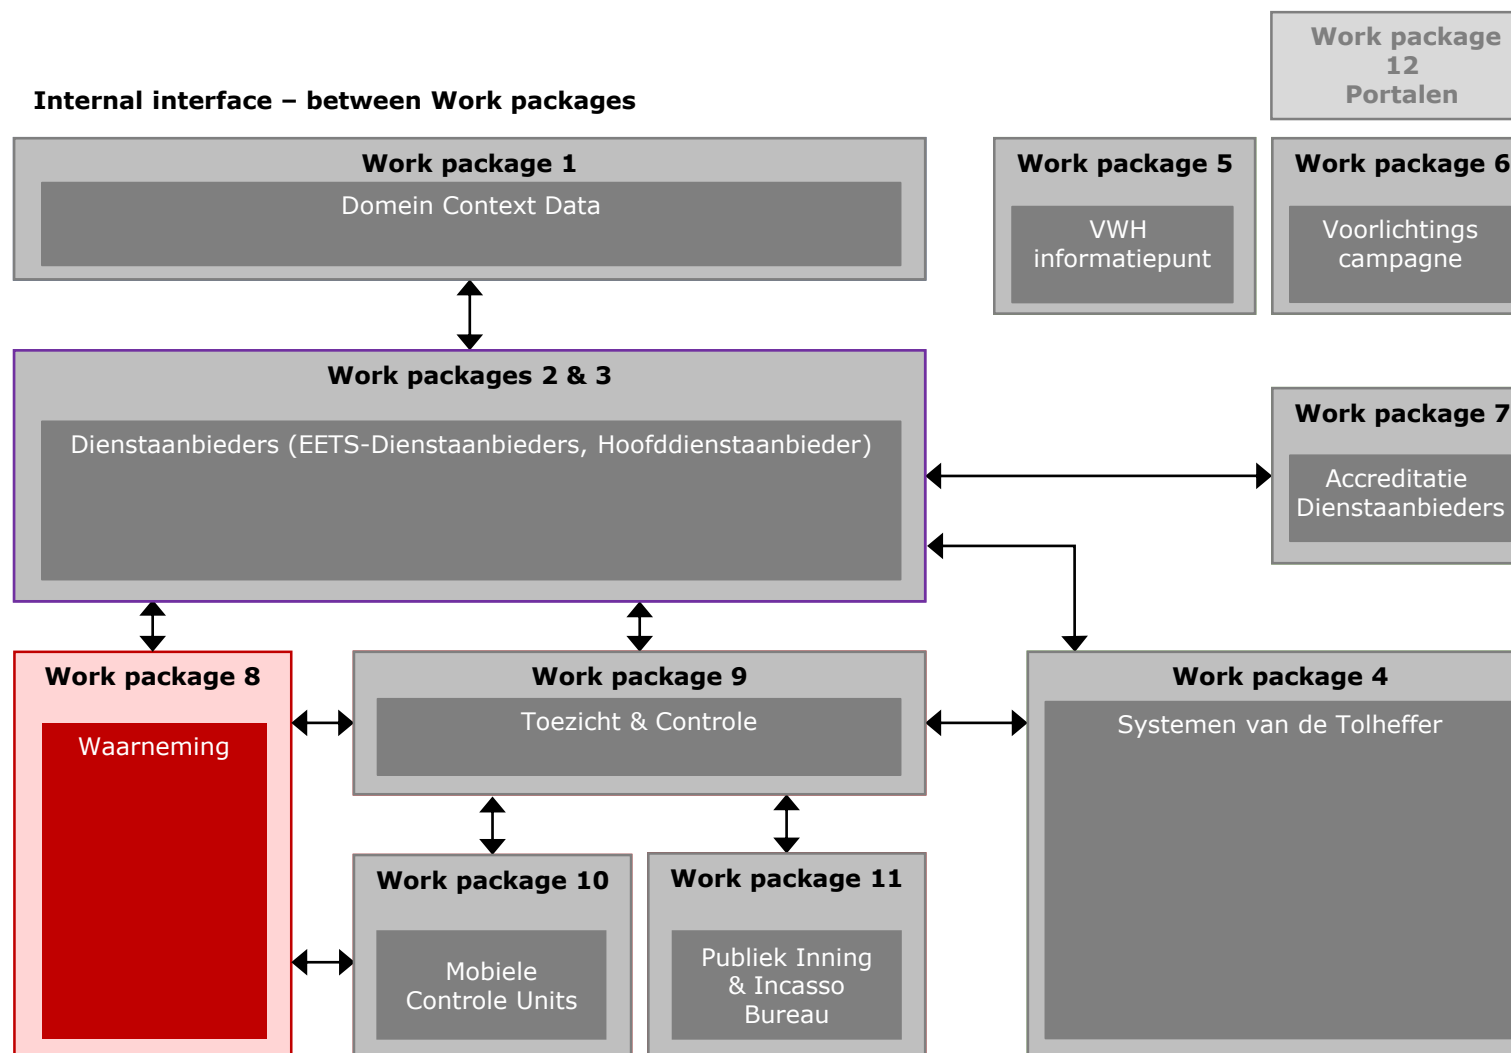 Work package
12
Portalen
Internal interface – between Work packages
Work package 1
Domein Context Data
Work package 5
VWH
informatiepunt
Work package 6
Voorlichtings
campagne
Work packages 2 & 3
Dienstaanbieders (EETS-Dienstaanbieders, Hoofddienstaanbieder)
Work package 7
Accreditatie
Dienstaanbieders
Work package 8
Waarneming
Work package 9
Toezicht & Controle
Work package 4
Systemen van de Tolheffer
Work package 10
Mobiele
Controle Units
Work package 11
Publiek Inning
& Incasso
Bureau